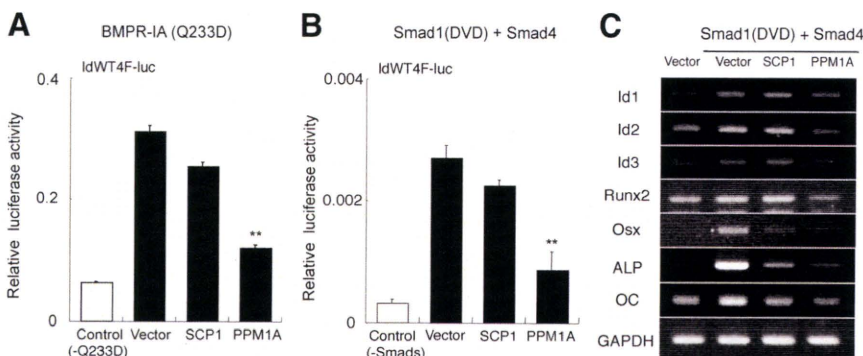 A
BMPR-IA (Q233D)
IdWT4F-luc
Relative luciferase activity
0.4
0.2
0
**
Control
(-Q233D)
Vector
SCP1
PPM1A
B
Smad1(DVD) + Smad4
IdWT4F-luc
Relative luciferase activity
0.004
0.002
0
**
Control
(-Smads)
Vector
SCP1
PPM1A
C
Smad1(DVD) + Smad4
Vector Vector SCP1 PPM1A
Id1
Id2
Id3
Runx2
Osx
ALP
OC
GAPDH